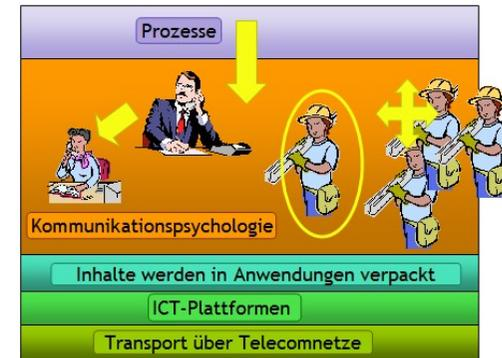 Prozesse
Kommunikationspsychologie
Inhalte werden in Anwendungen verpackt
ICT-Plattformen
Transport über Telecomnetze